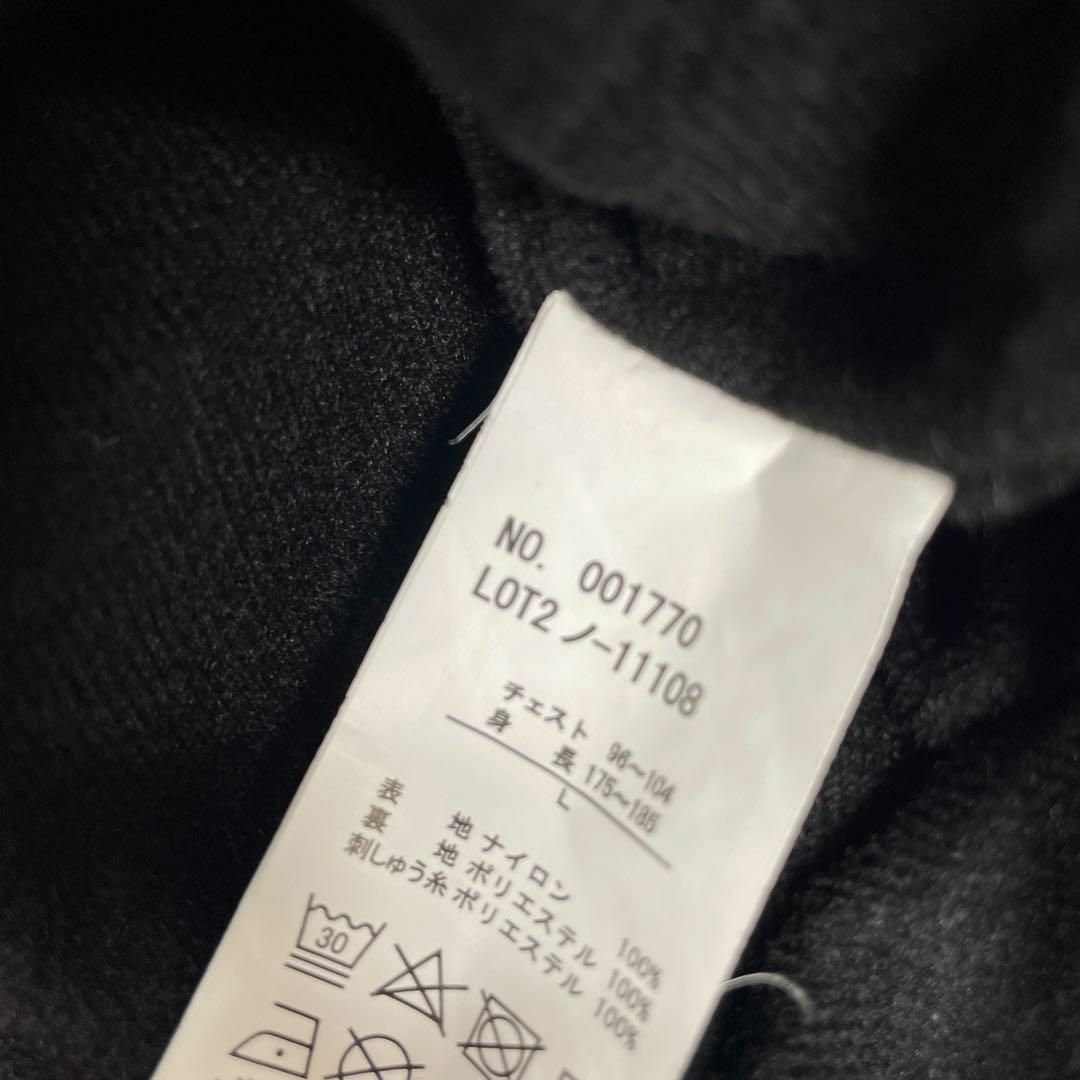 NO. 001770
LOT2 ノ-11108
チェスト 96～104
身 長 175～185
L
表 地 ナイロン 100%
裏 地 ポリエステル 100%
刺しゅう糸 ポリエステル 100%
30